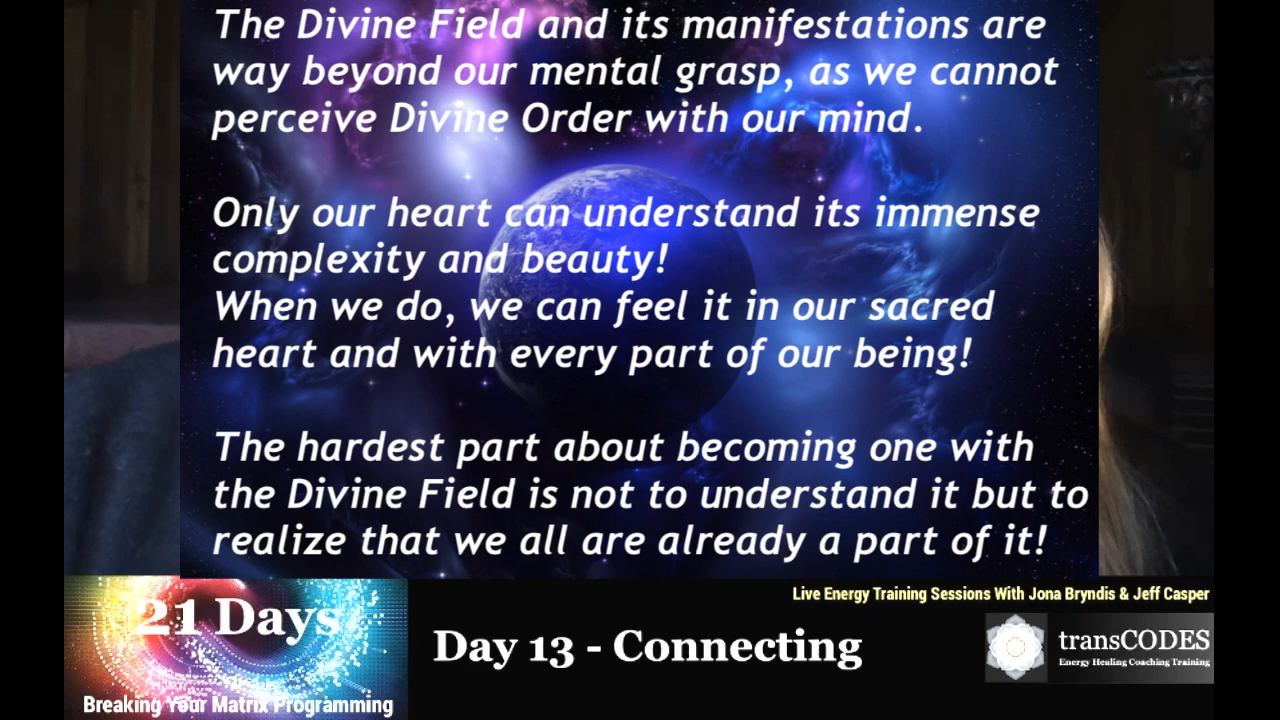 The Divine Field and its manifestations are
way beyond our mental grasp, as we cannot
perceive Divine Order with our mind.
Only our heart can understand its immense
complexity and beauty!
When we do, we can feel it in our sacred
heart and with every part of our being!
The hardest part about becoming one with
the Divine Field is not to understand it but to
realize that we all are already a part of it!
21 Days
Breaking Your Matrix Programming
Day 13 - Connecting
Live Energy Training Sessions With Jona Bryndis & Jeff Casper
transCODES
Energy Healing Coaching Training